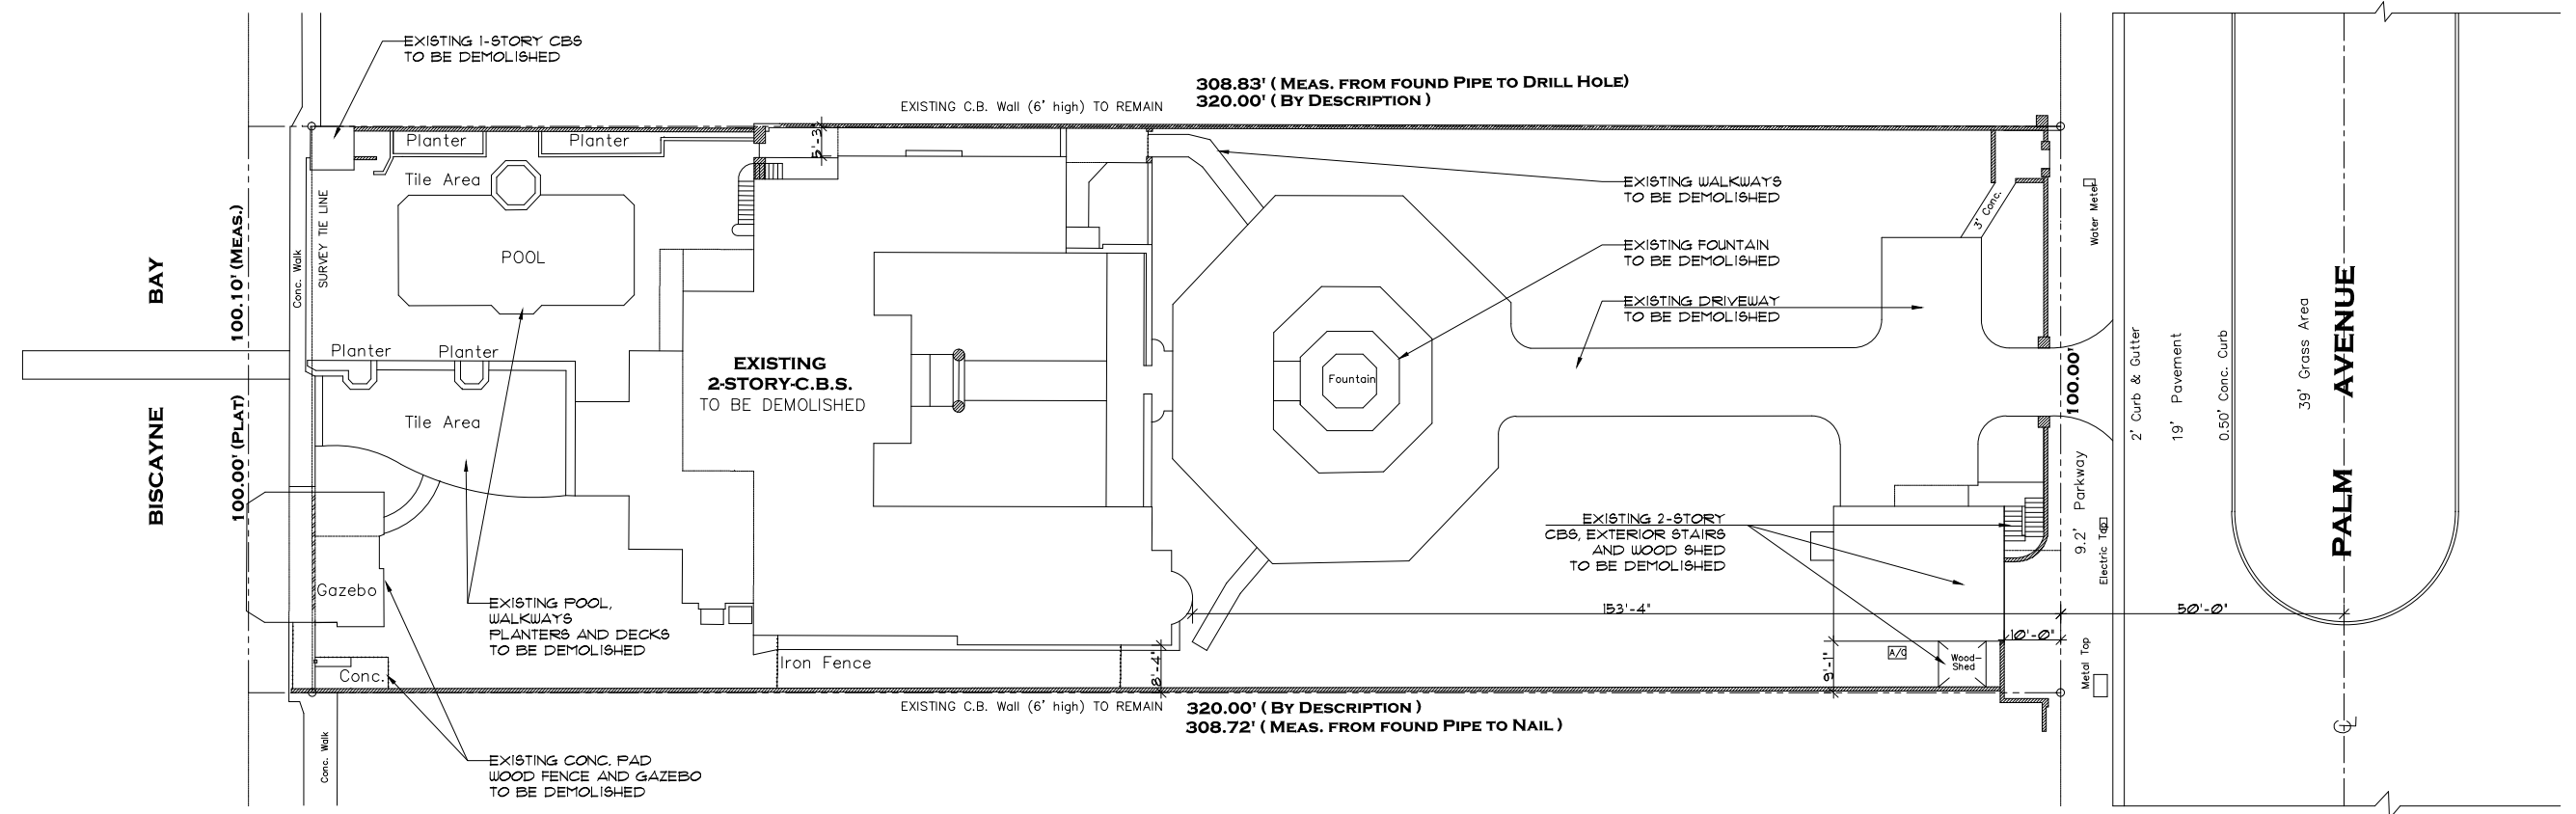 EXISTING 1-STORY CBS
TO BE DEMOLISHED
308.83' ( MEAS. FROM FOUND PIPE TO DRILL HOLE)
320.00' ( BY DESCRIPTION )
EXISTING C.B. Wall (6' high) TO REMAIN
Planter
Planter
5'-3"
Tile Area
POOL
SURVEY TIE LINE
Conc. Walk
100.10' (MEAS.)
100.00' (PLAT)
BISCAYNE BAY
Planter
Planter
Tile Area
EXISTING
2-STORY-C.B.S.
TO BE DEMOLISHED
EXISTING WALKWAYS
TO BE DEMOLISHED
EXISTING FOUNTAIN
TO BE DEMOLISHED
EXISTING DRIVEWAY
TO BE DEMOLISHED
Fountain
3' Conc.
Water Meter
100.00'
9.2' Parkway
Electric Top
2' Curb & Gutter
19' Pavement
0.50' Conc. Curb
39' Grass Area
PALM AVENUE
EXISTING 2-STORY
CBS, EXTERIOR STAIRS
AND WOOD SHED
TO BE DEMOLISHED
153'-4"
50'-0"
10'-0"
Gazebo
EXISTING POOL,
WALKWAYS
PLANTERS AND DECKS
TO BE DEMOLISHED
Conc.
Iron Fence
8'-4"
9'-1"
A/C
Wood-
Shed
Metal Top
EXISTING C.B. Wall (6' high) TO REMAIN
320.00' ( BY DESCRIPTION )
308.72' ( MEAS. FROM FOUND PIPE TO NAIL )
Conc. Walk
EXISTING CONC. PAD
WOOD FENCE AND GAZEBO
TO BE DEMOLISHED